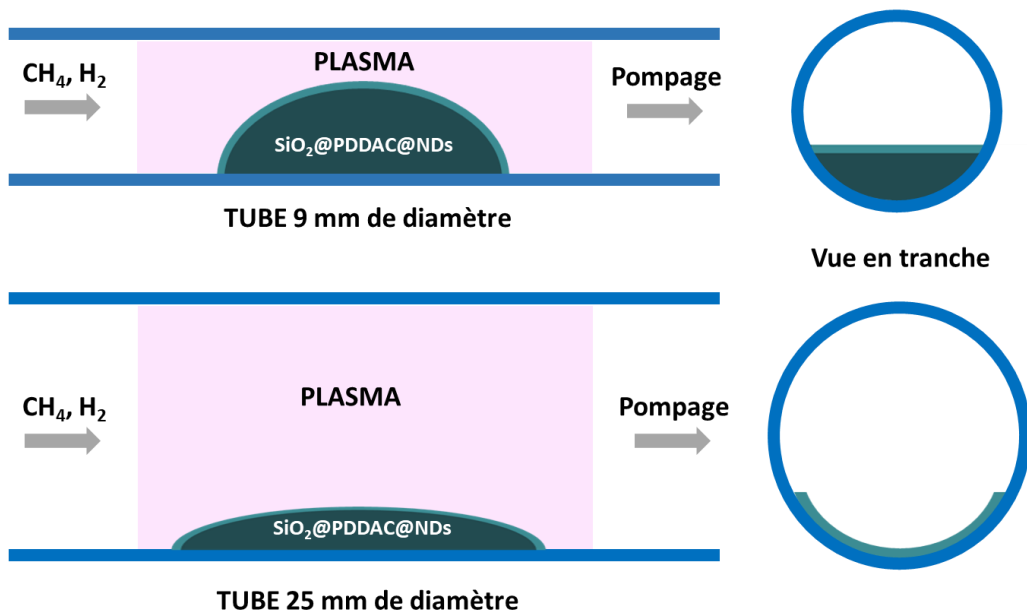 PLASMA
CH₄, H₂
Pompage
SiO₂@PDDAC@NDs
TUBE 9 mm de diamètre
Vue en tranche
PLASMA
CH₄, H₂
Pompage
SiO₂@PDDAC@NDs
TUBE 25 mm de diamètre